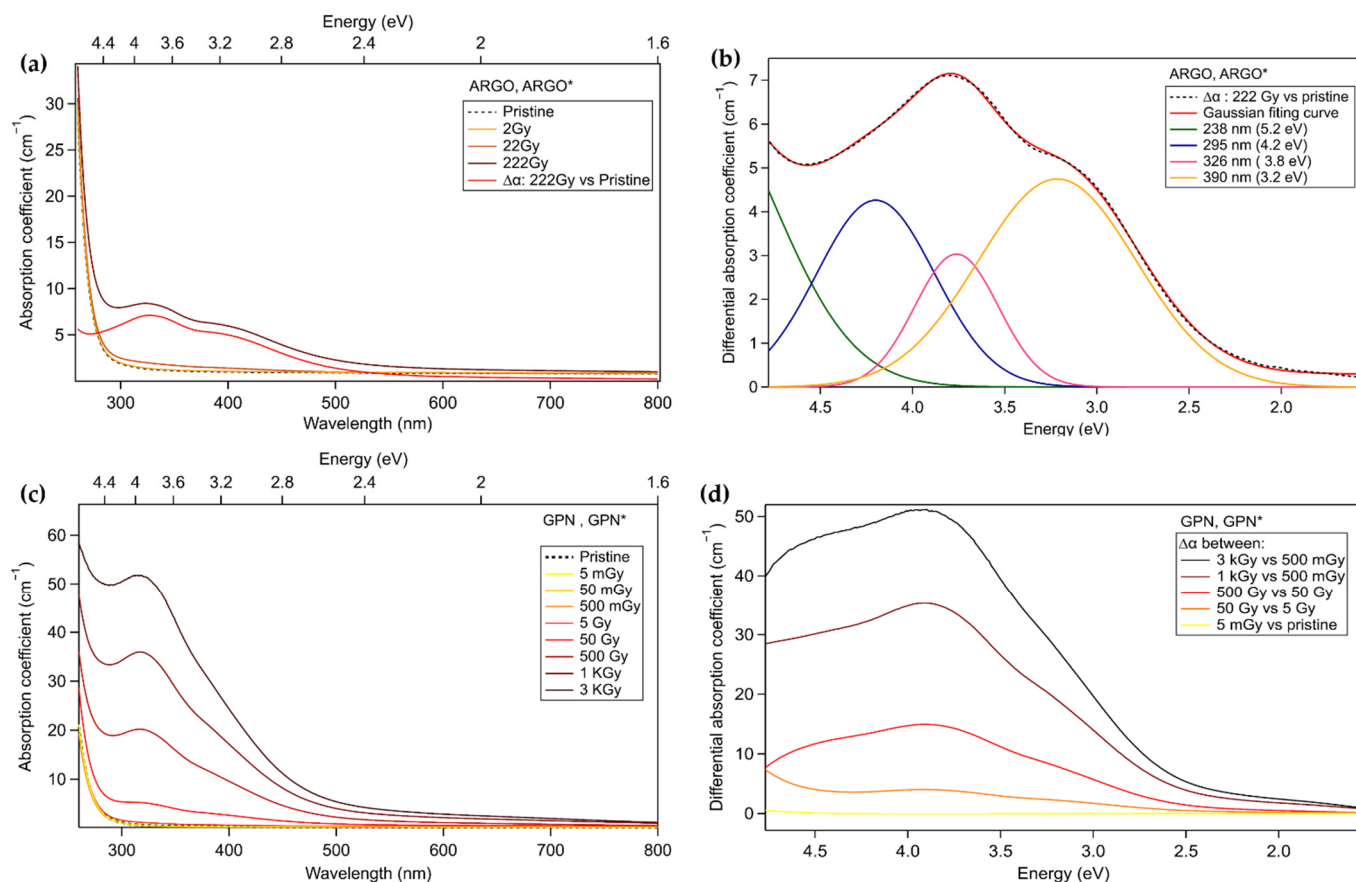 (a)
Energy (eV)
4.4 4 3.6 3.2 2.8 2.4 2 1.6
Absorption coefficient (cm⁻¹)
30
25
20
15
10
5
ARGO, ARGO*
Pristine
2Gy
22Gy
222Gy
Δα: 222Gy vs Pristine
300 400 500 600 700 800
Wavelength (nm)
(b)
Differential absorption coefficient (cm⁻¹)
7
6
5
4
3
2
1
0
ARGO, ARGO*
Δα : 222 Gy vs pristine
Gaussian fiting curve
238 nm (5.2 eV)
295 nm (4.2 eV)
326 nm ( 3.8 eV)
390 nm (3.2 eV)
4.5 4.0 3.5 3.0 2.5 2.0
Energy (eV)
(c)
Energy (eV)
4.4 4 3.6 3.2 2.8 2.4 2 1.6
Absorption coefficient (cm⁻¹)
60
50
40
30
20
10
GPN , GPN*
Pristine
5 mGy
50 mGy
500 mGy
5 Gy
50 Gy
500 Gy
1 KGy
3 KGy
300 400 500 600 700 800
Wavelength (nm)
(d)
Differential absorption coefficient (cm⁻¹)
50
40
30
20
10
0
GPN, GPN*
Δα between:
3 kGy vs 500 mGy
1 kGy vs 500 mGy
500 Gy vs 50 Gy
50 Gy vs 5 Gy
5 mGy vs pristine
4.5 4.0 3.5 3.0 2.5 2.0
Energy (eV)